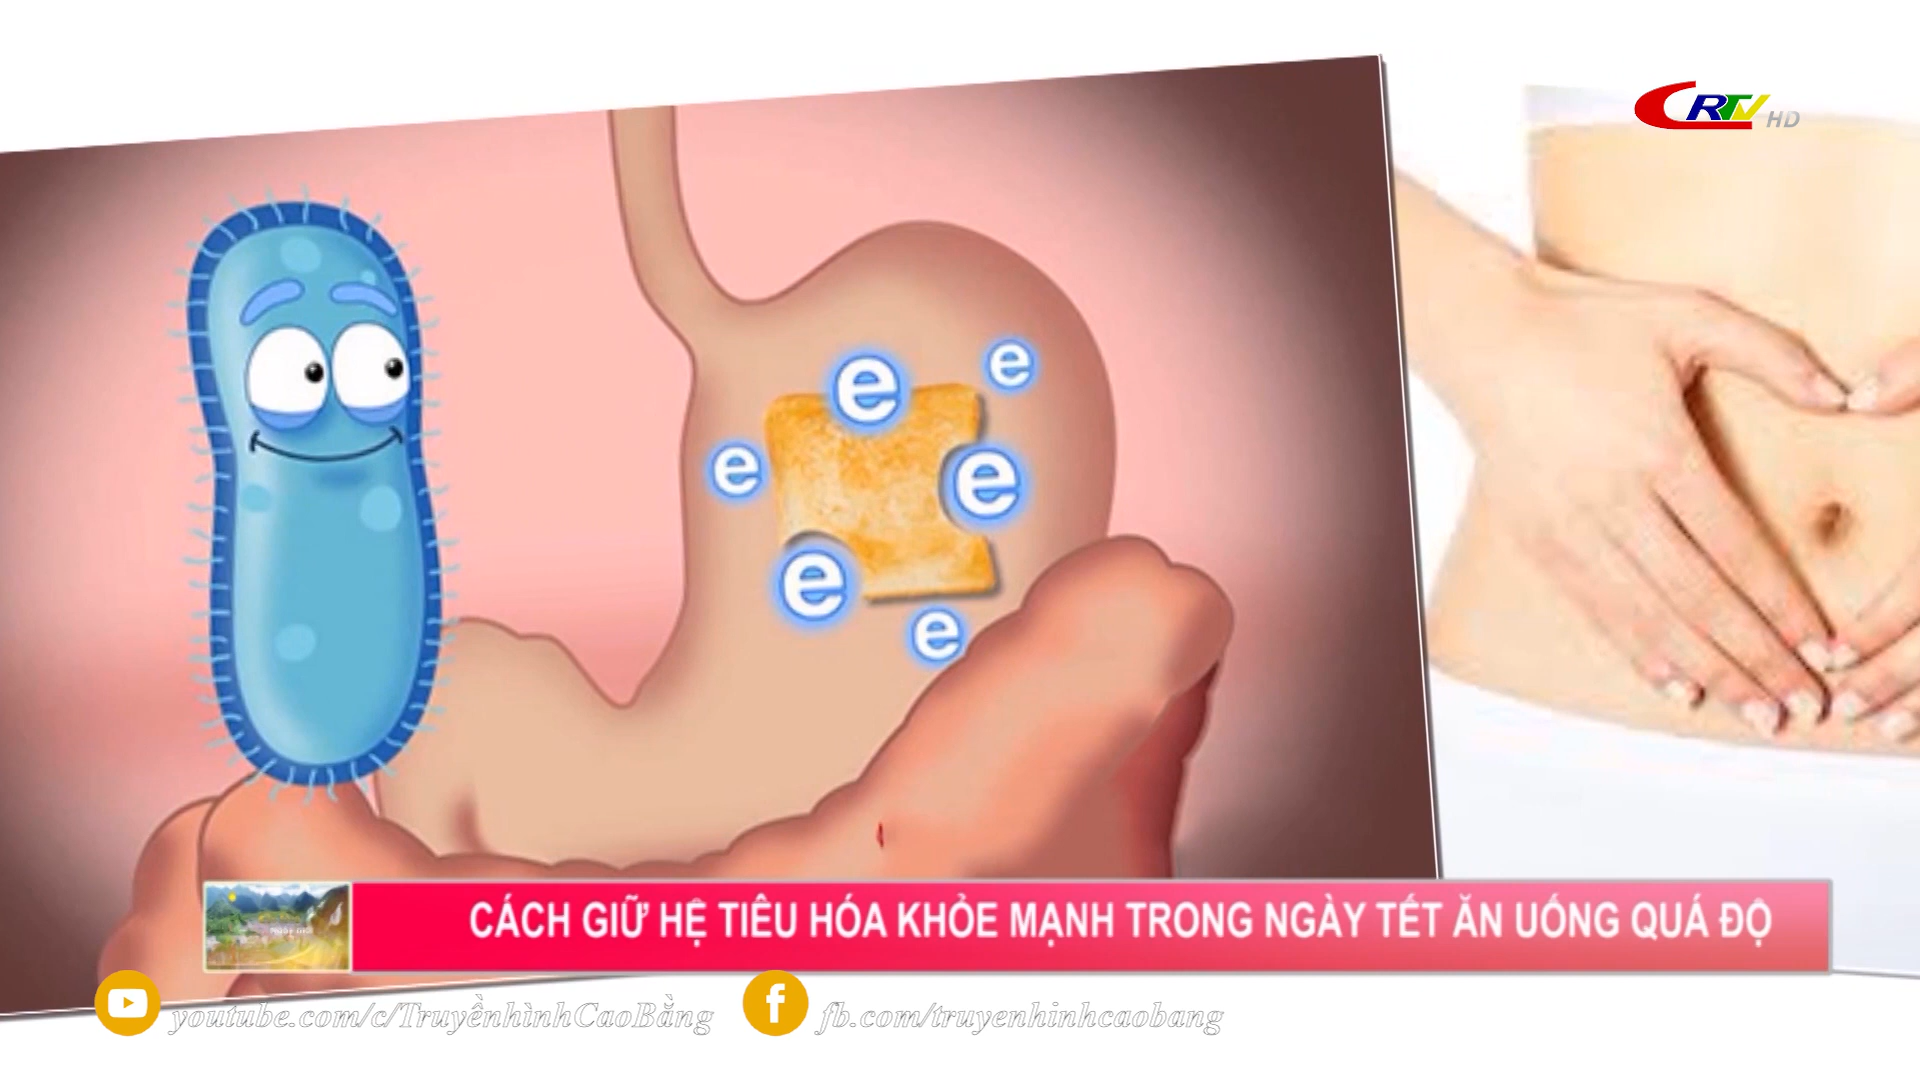 CRTV HD
e
e
e
e
e
e
CÁCH GIỮ HỆ TIÊU HÓA KHỎE MẠNH TRONG NGÀY TẾT ĂN UỐNG QUÁ ĐỘ
youtube.com/c/TruyềnhìnhCaoBằng
fb.com/truyenhinhcaobang